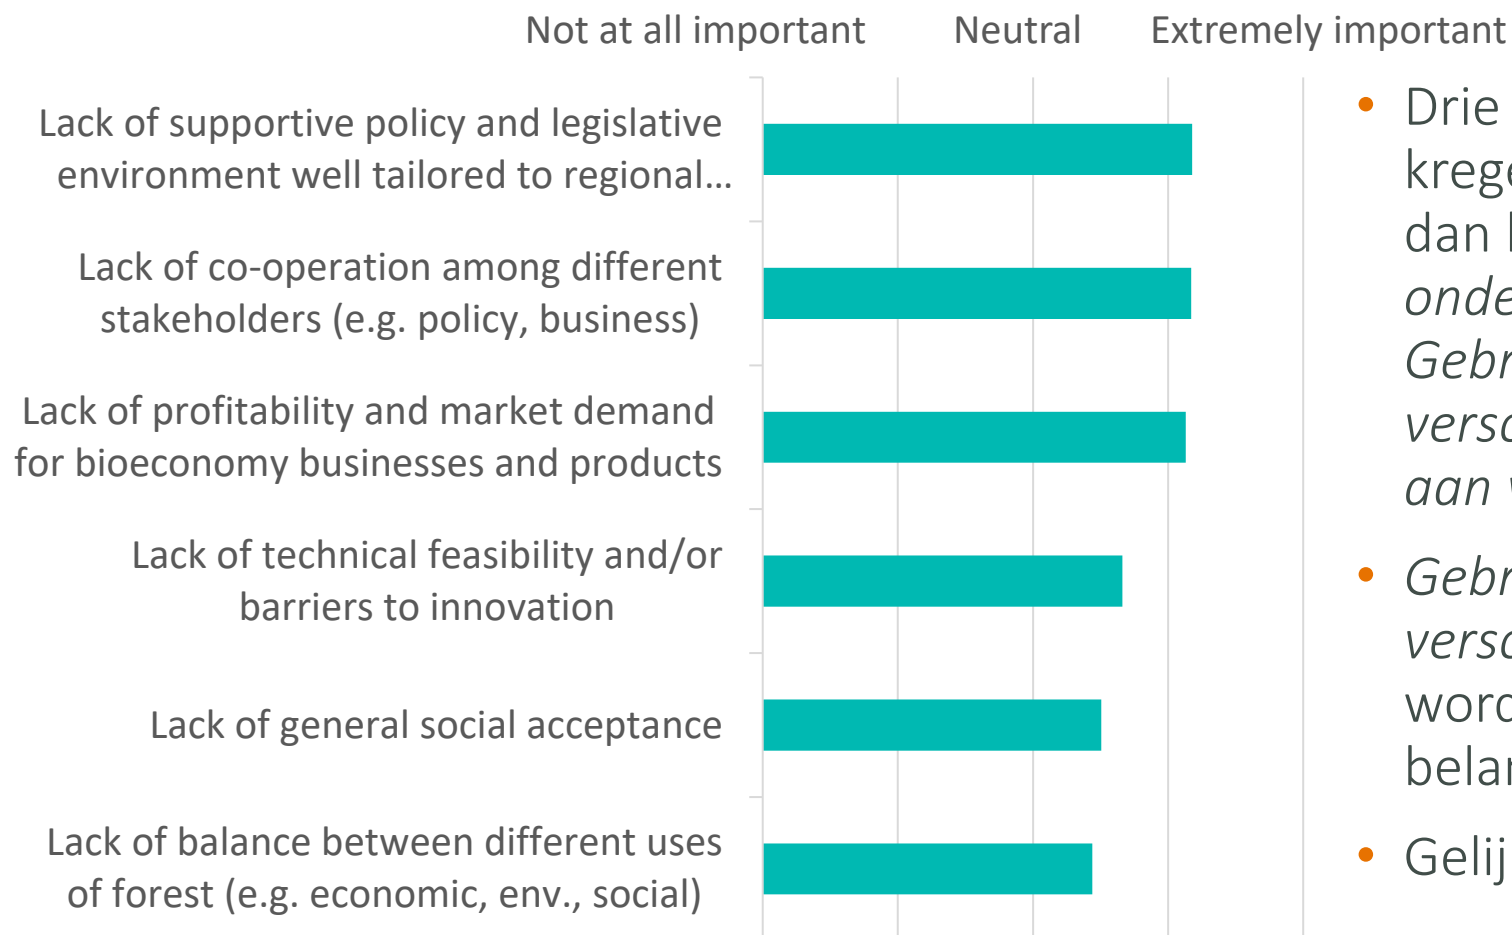 Not at all important Neutral Extremely important
Lack of supportive policy and legislative
environment well tailored to regional...
Lack of co-operation among different
stakeholders (e.g. policy, business)
Lack of profitability and market demand
for bioeconomy businesses and products
Lack of technical feasibility and/or
barriers to innovation
Lack of general social acceptance
Lack of balance between different uses
of forest (e.g. economic, env., social)
• Drie
dan
aan
•